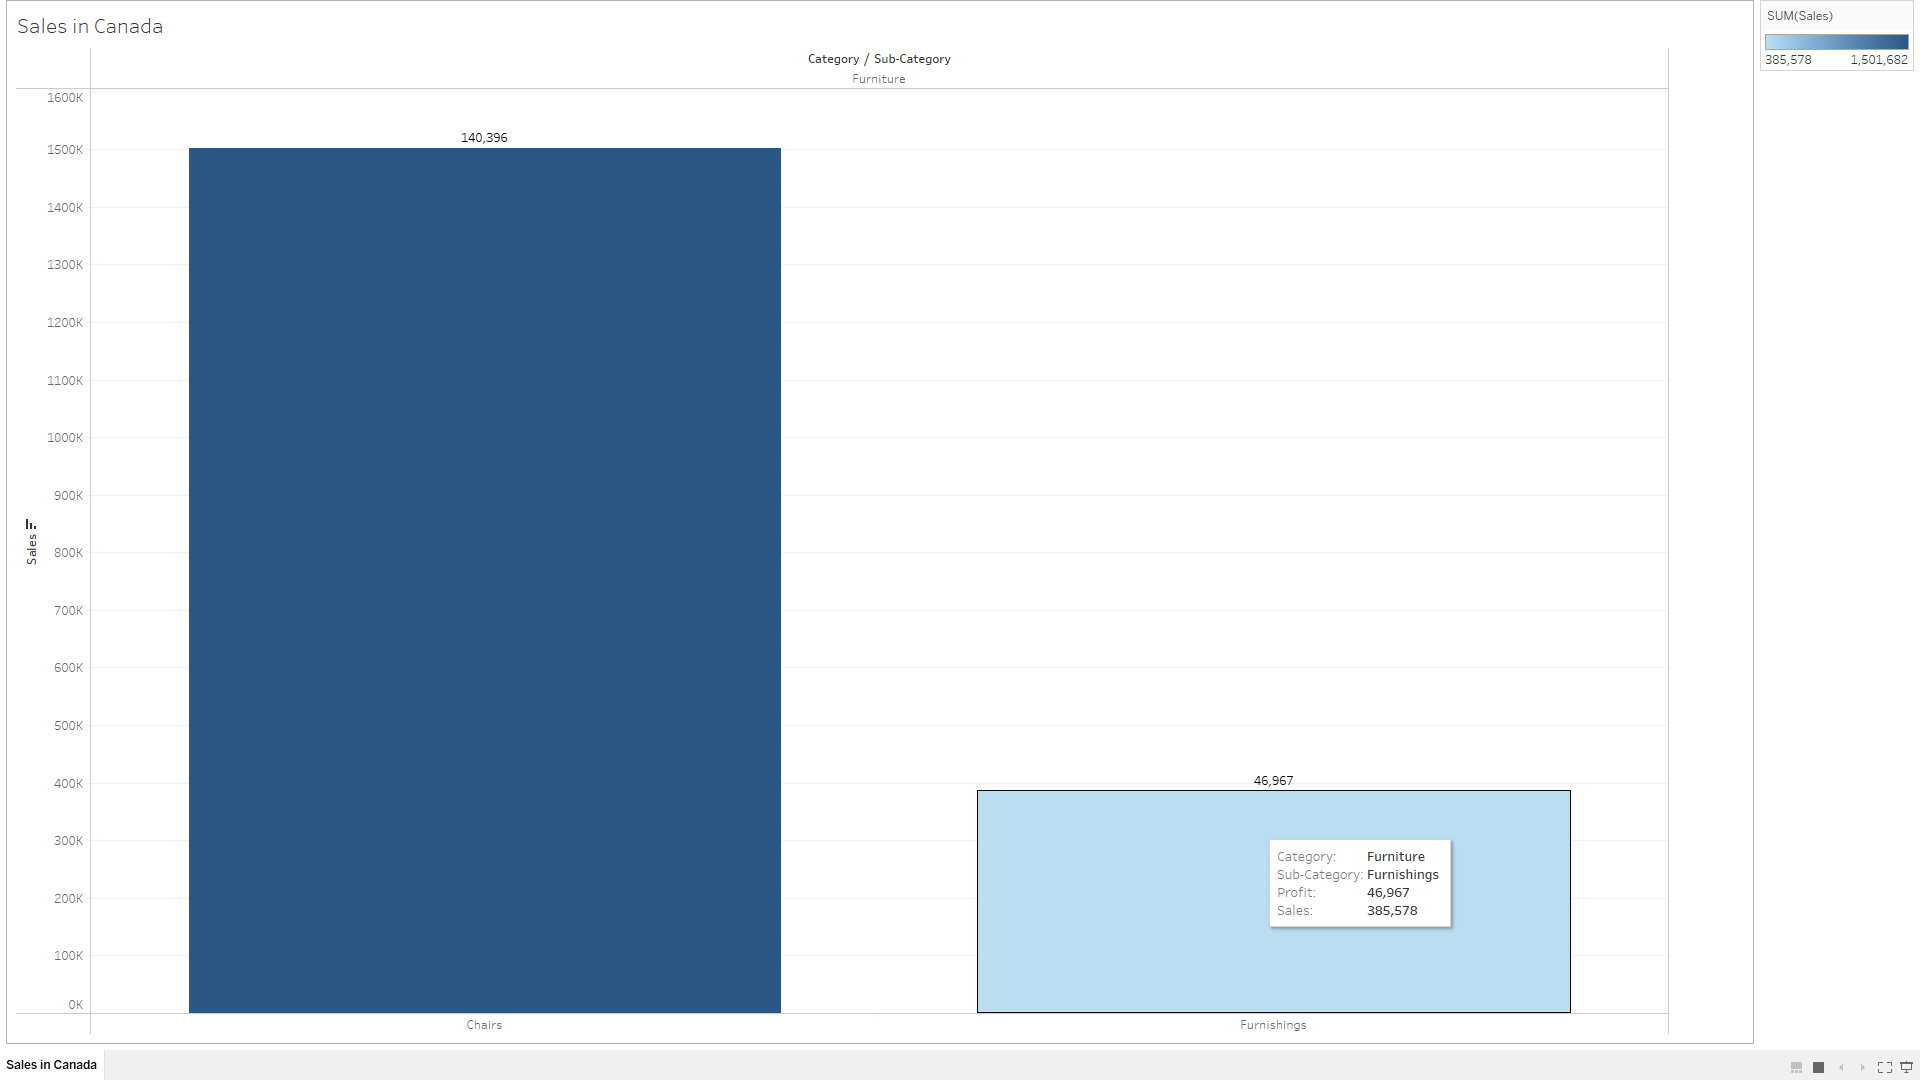 Sales in Canada
SUM(Sales)
385,578 1,501,682
Category / Sub-Category
Furniture
1600K
1500K
1400K
1300K
1200K
1100K
1000K
900K
800K
700K
600K
500K
400K
300K
200K
100K
0K
Sales
140,396
46,967
Category: Furniture
Sub-Category: Furnishings
Profit: 46,967
Sales: 385,578
Chairs Furnishings
Sales in Canada